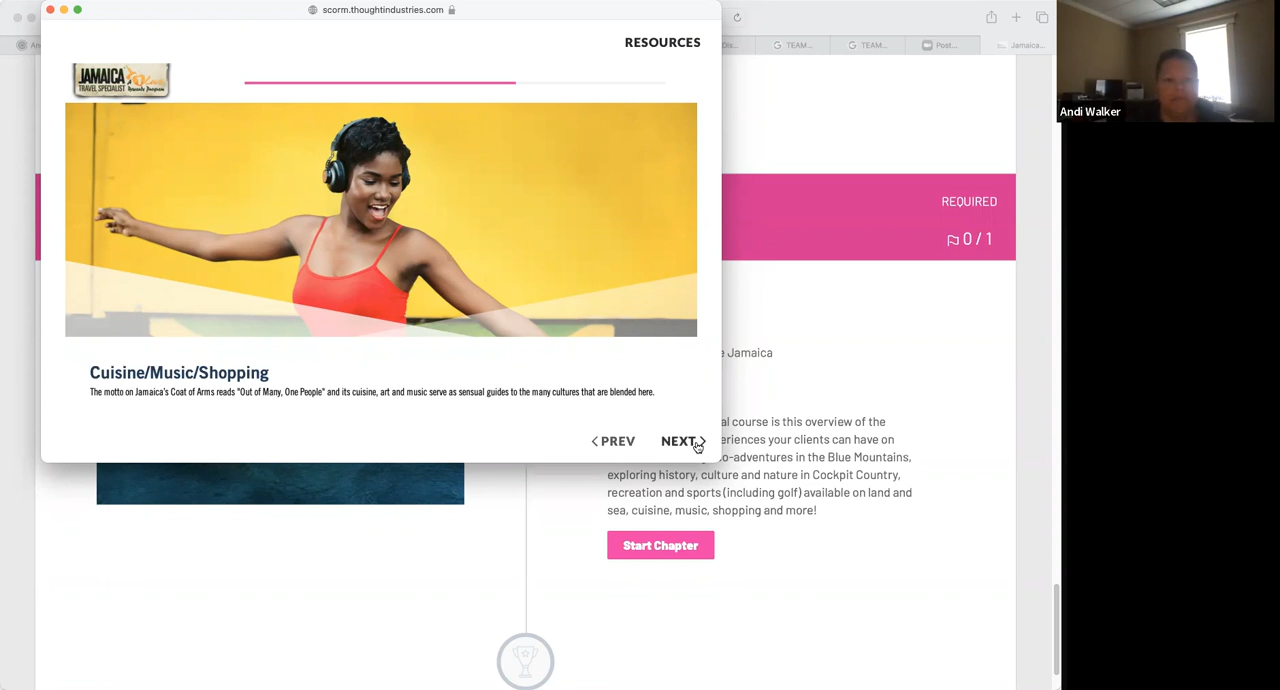 scorm.thoughtindustries.com
RESOURCES
JAMAICA
TRAVEL SPECIALIST
TEAM...
TEAM...
Post...
Jamaica...
Andi Walker
REQUIRED
0 / 1
Cuisine/Music/Shopping
The motto on Jamaica's Coat of Arms reads "Out of Many, One People" and its cuisine, art and music serve as sensual guides to the many cultures that are blended here.
PREV
NEXT
e Jamaica
al course is this overview of the
eriences your clients can have on
o-adventures in the Blue Mountains,
exploring history, culture and nature in Cockpit Country,
recreation and sports (including golf) available on land and
sea, cuisine, music, shopping and more!
Start Chapter